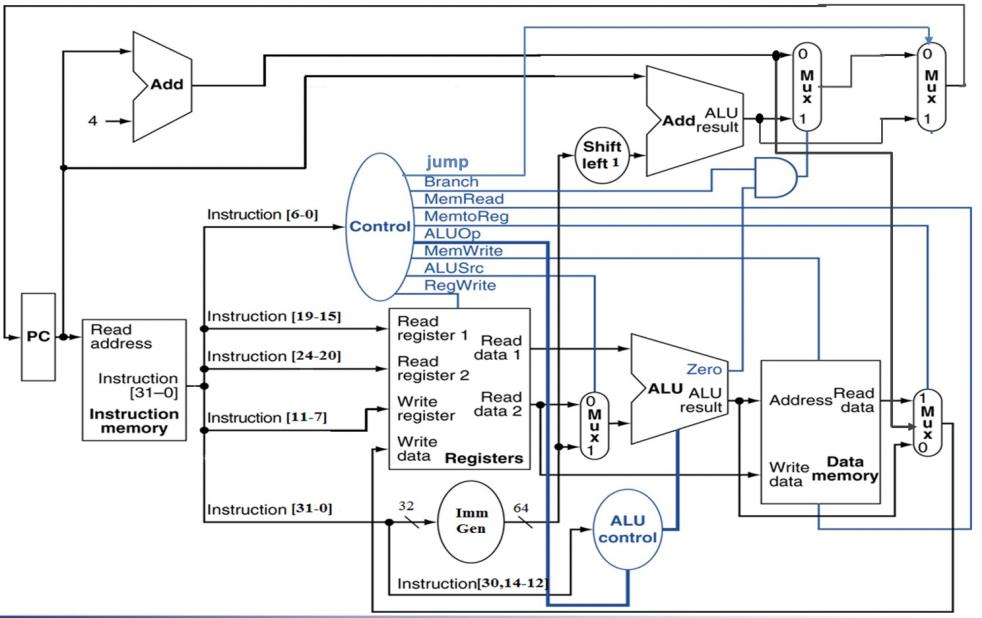 Add
4
0
Mux
1
0
Mux
1
Add
ALU
result
Shift
left 1
jump
Branch
MemRead
MemtoReg
ALUOp
MemWrite
ALUSrc
RegWrite
Control
Instruction [6-0]
PC
Read
address
Instruction
[31–0]
Instruction
memory
Instruction [19-15]
Instruction [24-20]
Instruction [11-7]
Instruction [31-0]
Read
register 1
Read
register 2
Write
register
Write
data
Read
data 1
Read
data 2
Registers
0
Mux
1
Zero
ALU
ALU
result
Address
Read
data
Write
data
Data
memory
1
Mux
0
32
Imm
Gen
64
ALU
control
Instruction[30,14-12]